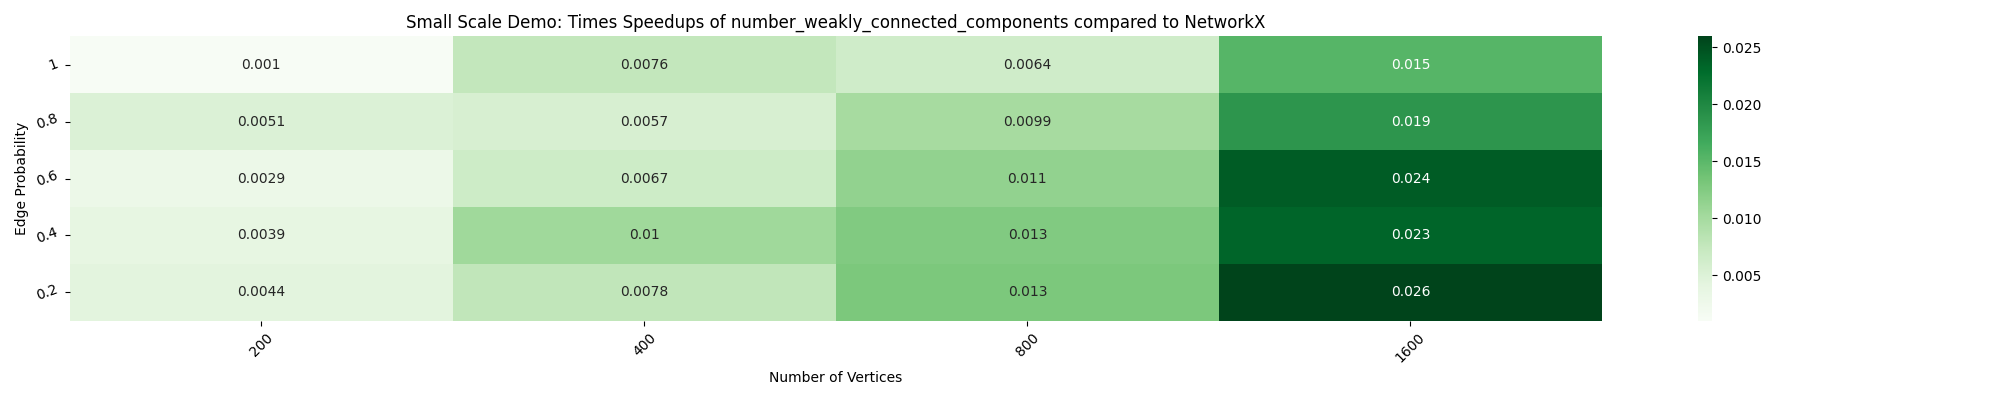 Small Scale Demo: Times Speedups of number_weakly_connected_components compared to NetworkX
Edge Probability
1 0.001 0.0076 0.0064 0.015
0.8 0.0051 0.0057 0.0099 0.019
0.6 0.0029 0.0067 0.011 0.024
0.4 0.0039 0.01 0.013 0.023
0.2 0.0044 0.0078 0.013 0.026
200 400 800 1600
Number of Vertices
0.025
0.020
0.015
0.010
0.005